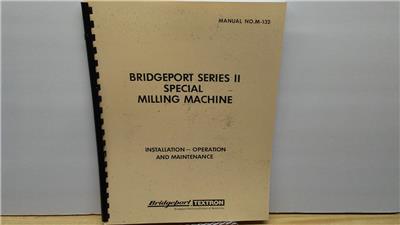 MANUAL NO.M-132
BRIDGEPORT SERIES II
SPECIAL
MILLING MACHINE
INSTALLATION — OPERATION
AND MAINTENANCE
Bridgeport TEXTRON